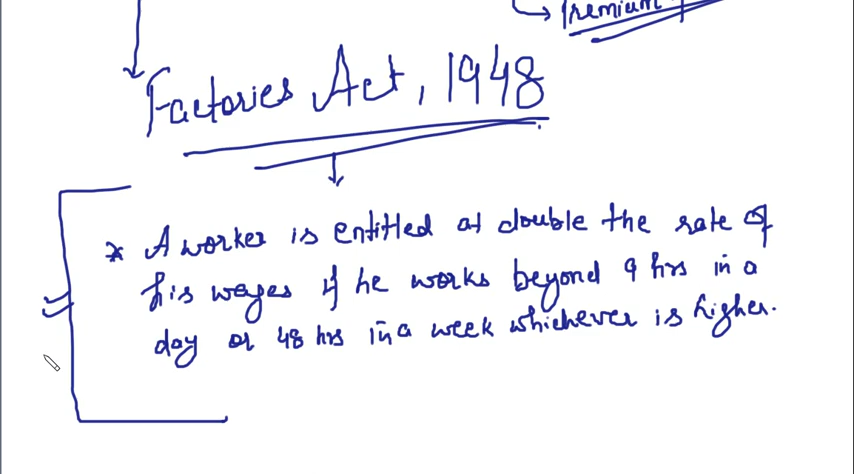 Premium
Factories Act, 1948
* A worker is entitled at double the rate of
his wages if he works beyond 9 hrs in a
day or 48 hrs in a week whichever is higher.